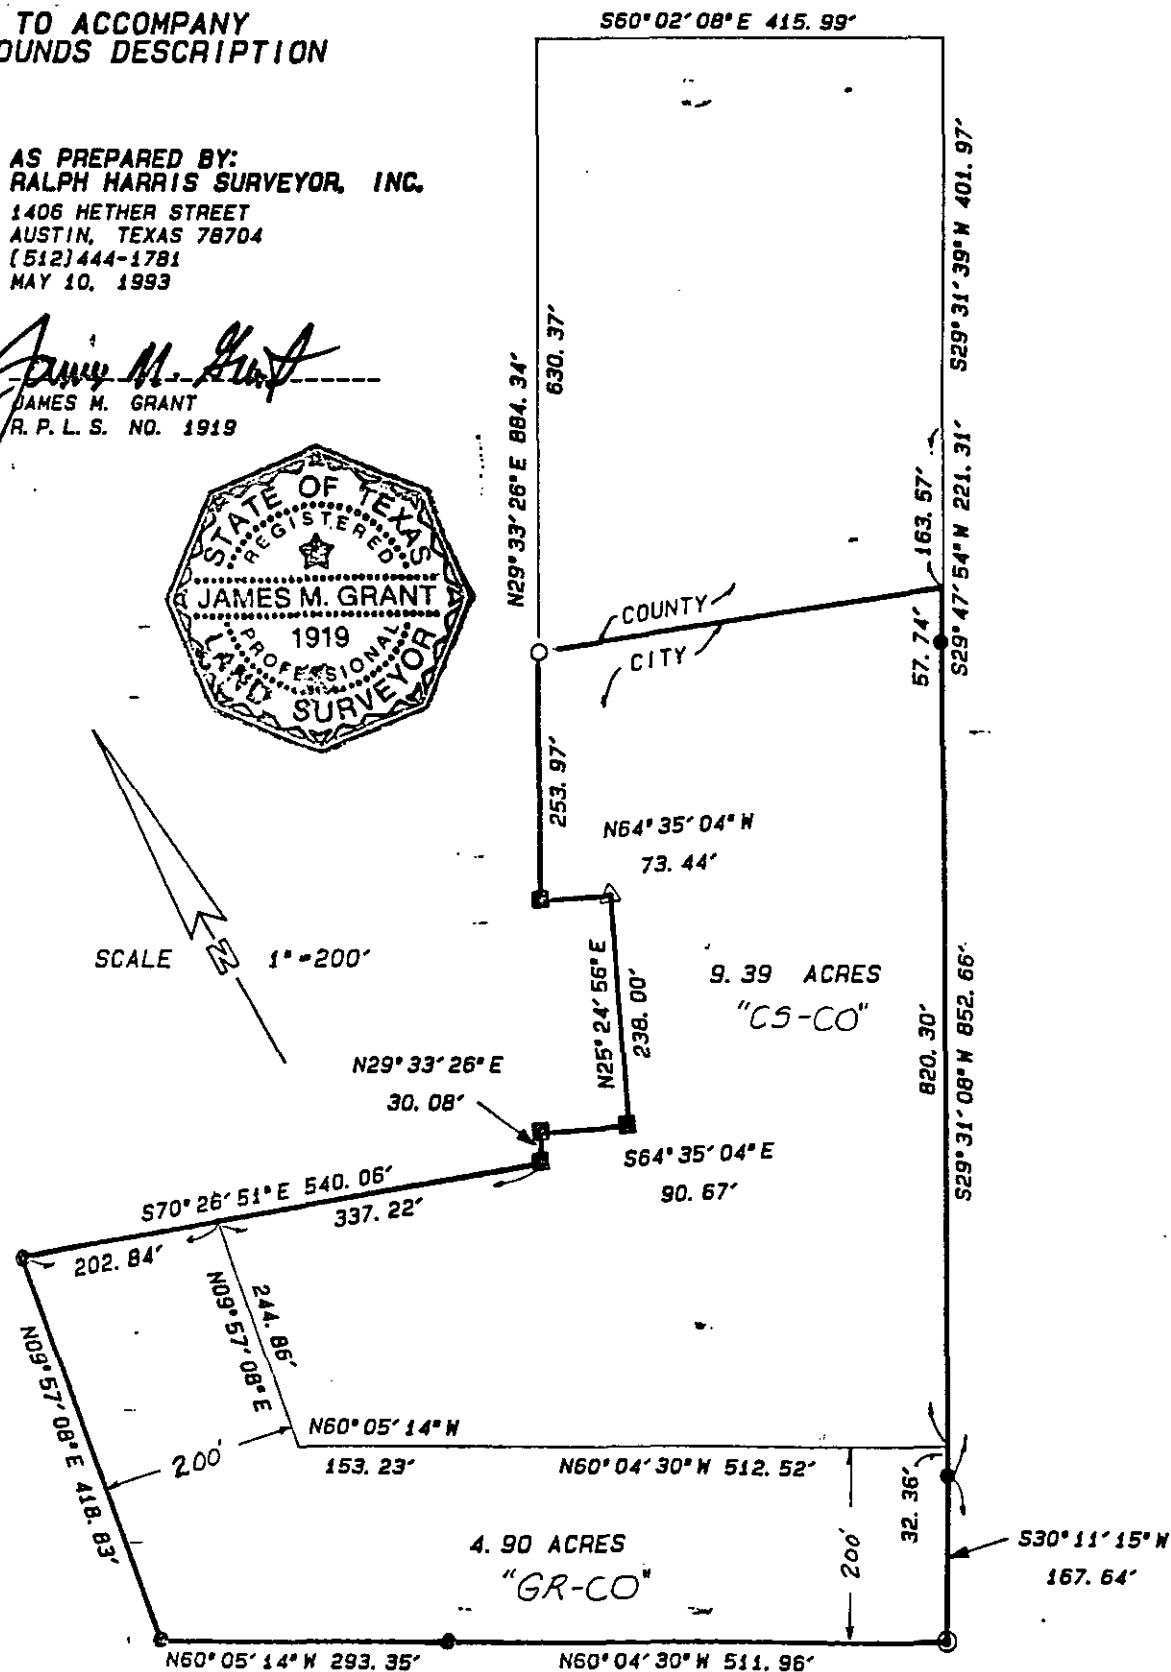 TO ACCOMPANY
OUNDS DESCRIPTION
AS PREPARED BY:
RALPH HARRIS SURVEYOR, INC.
1406 HETHER STREET
AUSTIN, TEXAS 78704
(512)444-1781
MAY 10, 1993
James M. Grant
JAMES M. GRANT
R.P.L.S. NO. 1919
STATE OF TEXAS
REGISTERED
JAMES M. GRANT
1919
PROFESSIONAL
LAND SURVEYOR
SCALE N 1"=200'
S60°02'08"E 415.99'
S29°31'39"W 401.97'
N29°33'26"E 884.34'
630.37'
163.57'
S29°47'54"W 221.31'
57.74'
COUNTY
CITY
253.97'
N64°35'04"W
73.44'
N25°24'56"E
238.00'
9.39 ACRES
"CS-CO"
820.30'
S29°31'08"W 852.66'
N29°33'26"E
30.08'
S64°35'04"E
90.67'
S70°26'51"E 540.06'
337.22'
202.84'
244.86'
N09°57'08"E
N09°57'08"E 418.83'
200'
N60°05'14"W
153.23'
N60°04'30"W 512.52'
32.36'
200'
S30°11'15"W
167.64'
4.90 ACRES
"GR-CO"
N60°05'14"W 293.35'
N60°04'30"W 511.96'